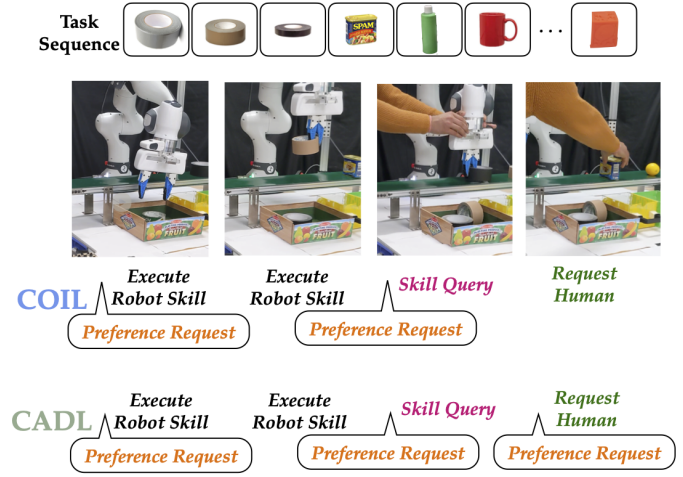 Task
Sequence
SPAM
FRUIT
FRUIT
FRUIT
FRUIT
COIL
Execute
Robot Skill
Execute
Robot Skill
Skill Query
Request
Human
Preference Request
Preference Request
CADL
Execute
Robot Skill
Execute
Robot Skill
Skill Query
Request
Human
Preference Request
Preference Request
Preference Request